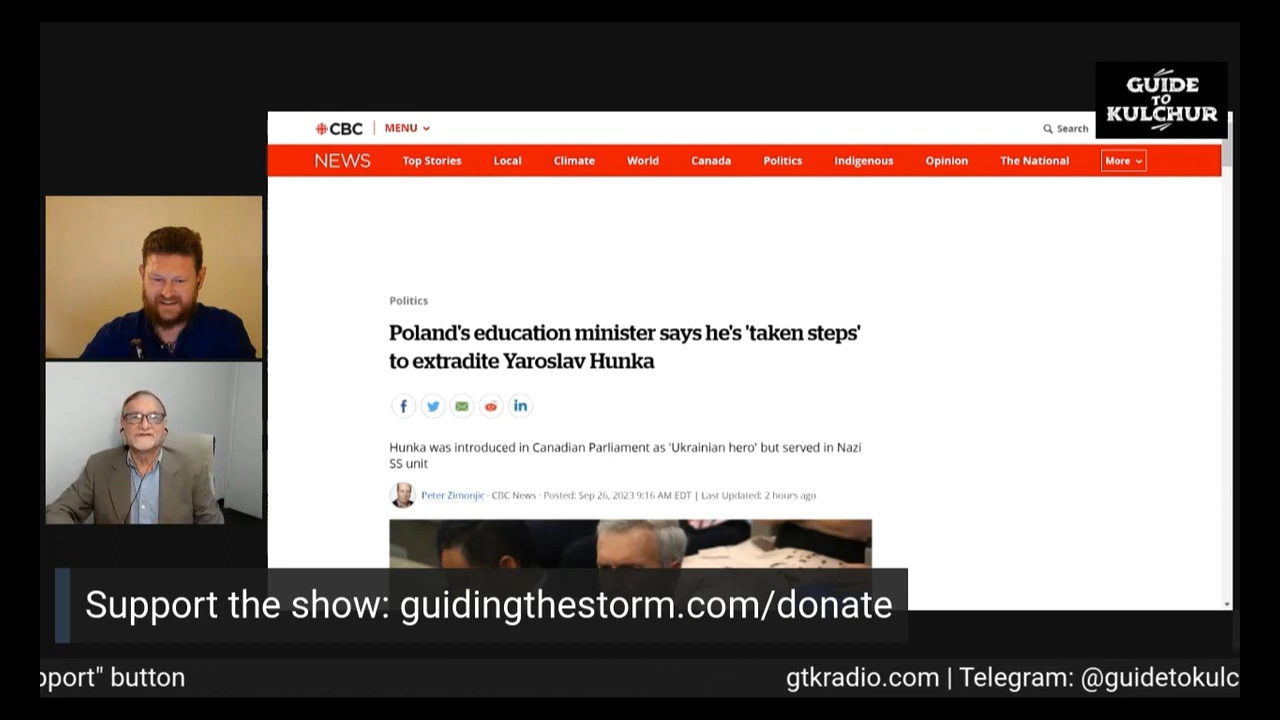 GUIDE
TO
KULCHUR
CBC MENU
Search
NEWS Top Stories Local Climate World Canada Politics Indigenous Opinion The National More
Politics
Poland's education minister says he's 'taken steps'
to extradite Yaroslav Hunka
Hunka was introduced in Canadian Parliament as 'Ukrainian hero' but served in Nazi
SS unit
Peter Zimonjic · CBC News · Posted: Sep 26, 2023 9:16 AM EDT | Last Updated: 2 hours ago
Support the show: guidingthestorm.com/donate
pport" button gtkradio.com | Telegram: @guidetokulc